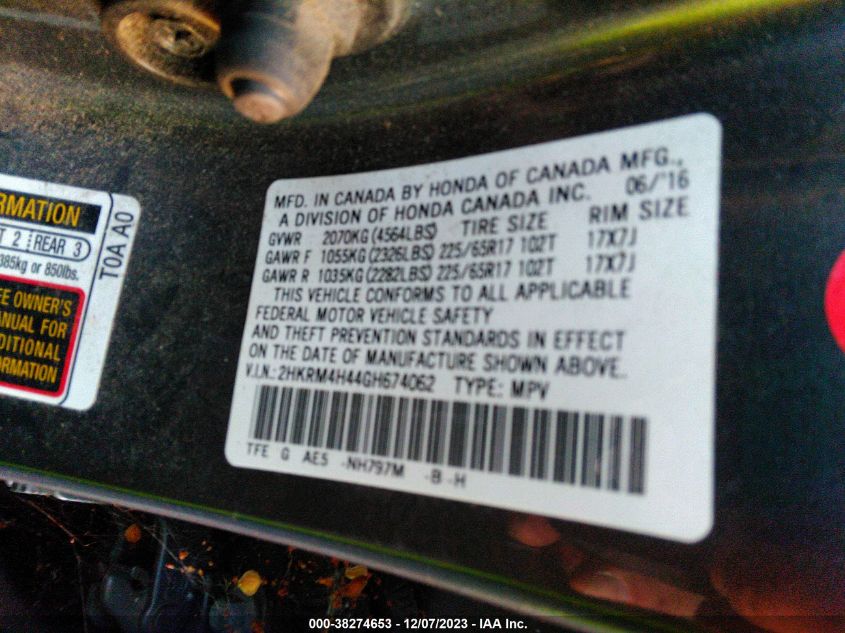 RMATION
T 2 REAR 3
385kg or 850lbs.
EE OWNER'S
ANUAL FOR
DDITIONAL
ORMATION
T0A A0
MFD. IN CANADA BY HONDA OF CANADA MFG.,
A DIVISION OF HONDA CANADA INC. 06/'16
GVWR 2070KG (4564LBS) TIRE SIZE RIM SIZE
GAWR F 1055KG (2326LBS) 225/65R17 102T 17X7J
GAWR R 1035KG (2282LBS) 225/65R17 102T 17X7J
THIS VEHICLE CONFORMS TO ALL APPLICABLE
FEDERAL MOTOR VEHICLE SAFETY
AND THEFT PREVENTION STANDARDS IN EFFECT
ON THE DATE OF MANUFACTURE SHOWN ABOVE.
V.I.N.: 2HKRM4H44GH674062 TYPE: MPV
TFE G AE5 -NH797M -B -H
000-38274653 - 12/07/2023 - IAA Inc.